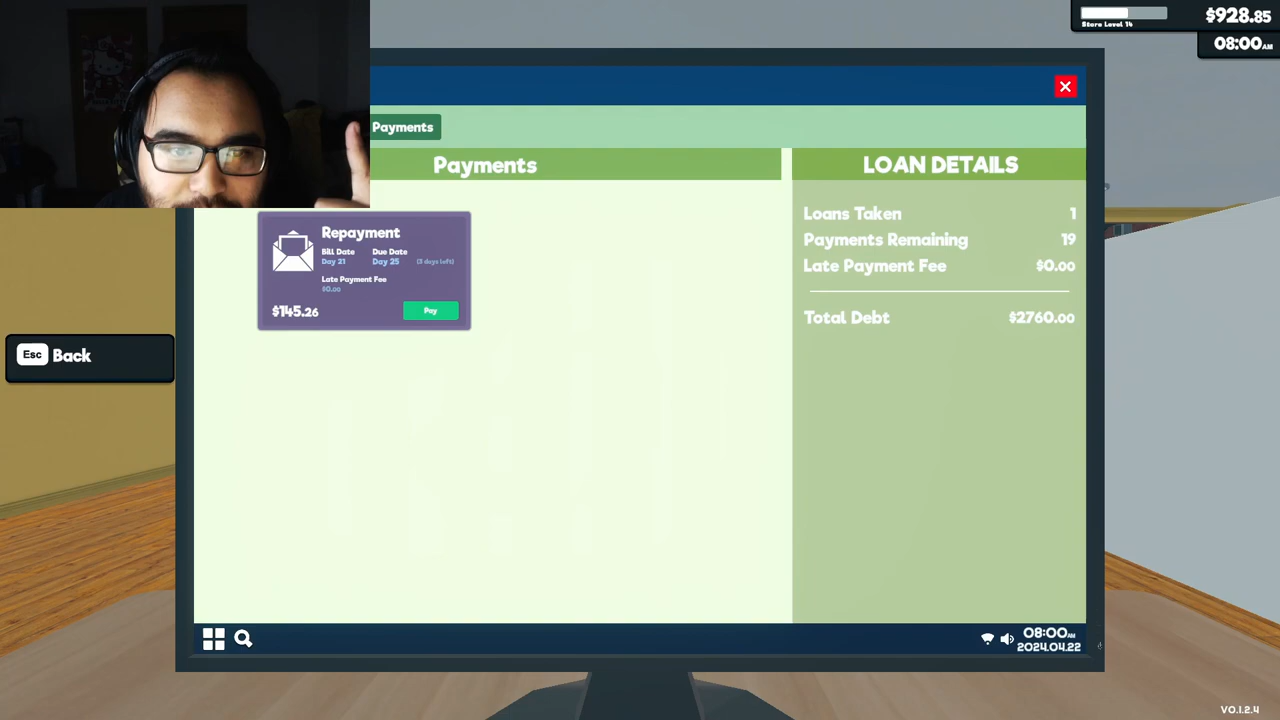 $928.85
Store Level 14
08:00AM
Payments
Payments
LOAN DETAILS
Loans Taken 1
Payments Remaining 19
Late Payment Fee $0.00
Total Debt $2760.00
Repayment
Bill Date Due Date
Day 21 Day 25 (3 days left)
Late Payment Fee
$0.00
$145.26 Pay
Esc Back
08:00AM
2024.04.22
V0.1.2.4